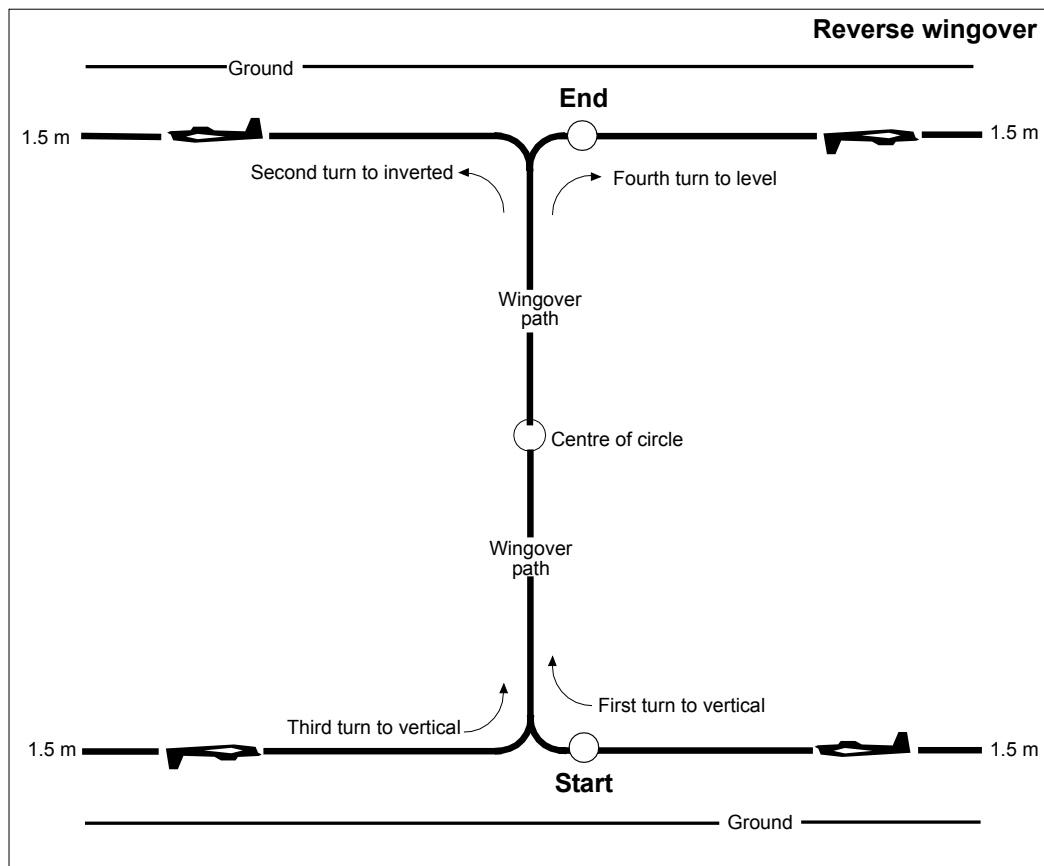 Reverse wingover
Ground
End
1.5 m
1.5 m
Second turn to inverted
Fourth turn to level
Wingover
path
Centre of circle
Wingover
path
First turn to vertical
Third turn to vertical
1.5 m
1.5 m
Start
Ground